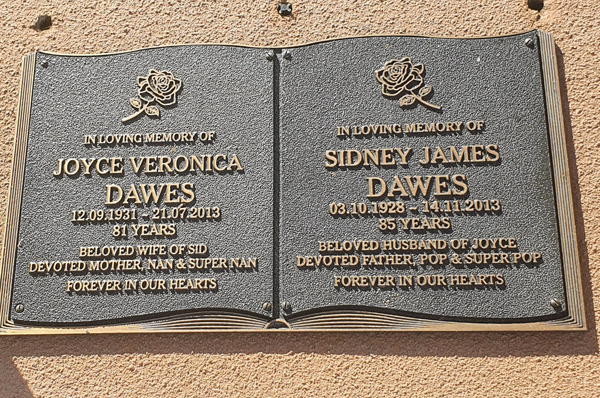 IN LOVING MEMORY OF
JOYCE VERONICA
DAWES
12.09.1931 - 21.07.2013
81 YEARS
BELOVED WIFE OF SID
DEVOTED MOTHER, NAN & SUPER NAN
FOREVER IN OUR HEARTS
IN LOVING MEMORY OF
SIDNEY JAMES
DAWES
03.10.1928 - 14.11.2013
85 YEARS
BELOVED HUSBAND OF JOYCE
DEVOTED FATHER, POP & SUPER POP
FOREVER IN OUR HEARTS